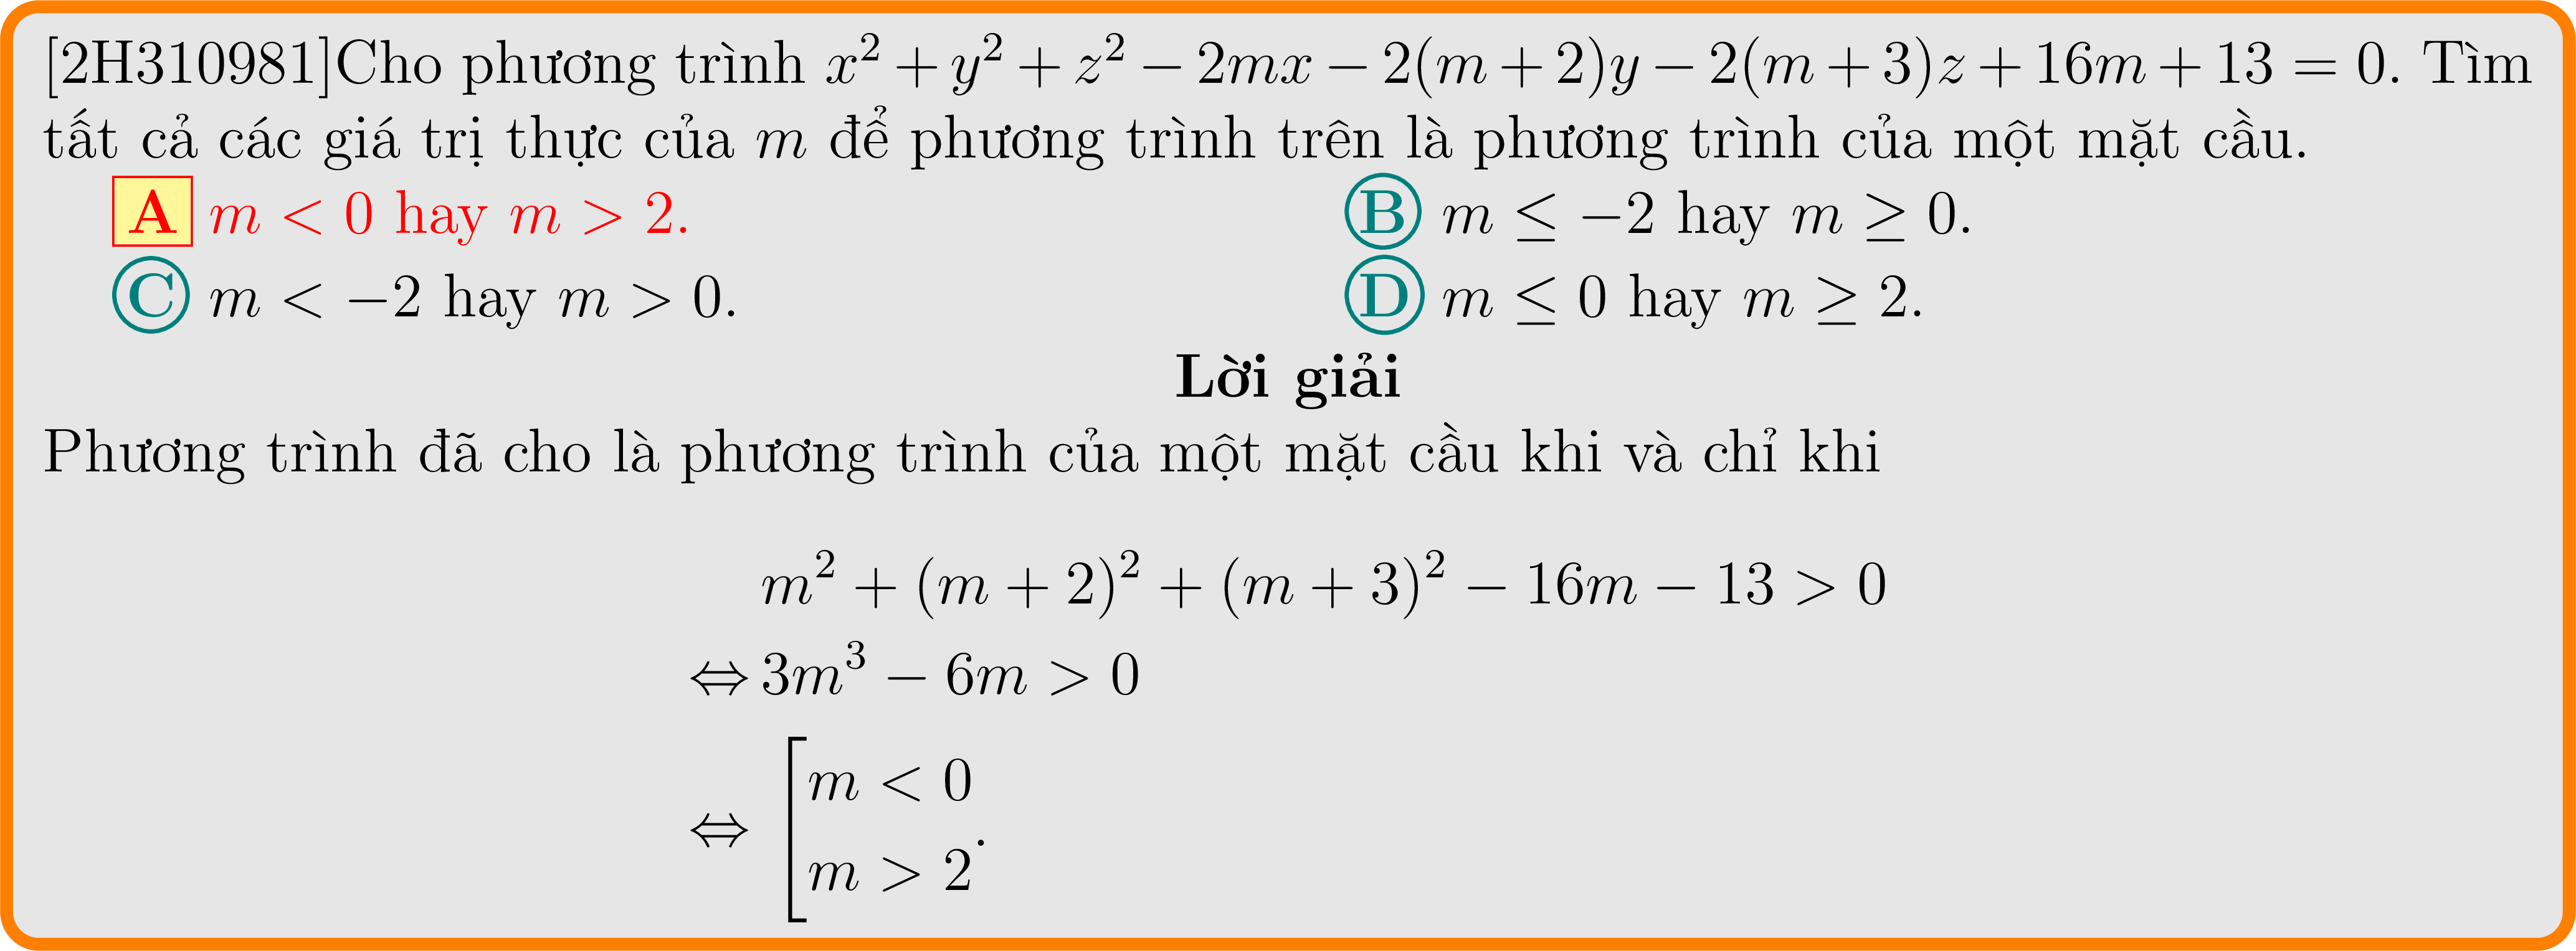 [2H310981]Cho phương trình $x^2 + y^2 + z^2 - 2mx - 2(m + 2)y - 2(m + 3)z + 16m + 13 = 0$. Tìm
tất cả các giá trị thực của $m$ để phương trình trên là phương trình của một mặt cầu.
A $m < 0$ hay $m > 2$. B $m \leq -2$ hay $m \geq 0$.
C $m < -2$ hay $m > 0$. D $m \leq 0$ hay $m \geq 2$.
Lời giải
Phương trình đã cho là phương trình của một mặt cầu khi và chỉ khi
$m^2 + (m + 2)^2 + (m + 3)^2 - 16m - 13 > 0$
$\Leftrightarrow 3m^3 - 6m > 0$
$\Leftrightarrow \left[\begin{array}{l} m < 0 \\ m > 2 \end{array}\right.$.